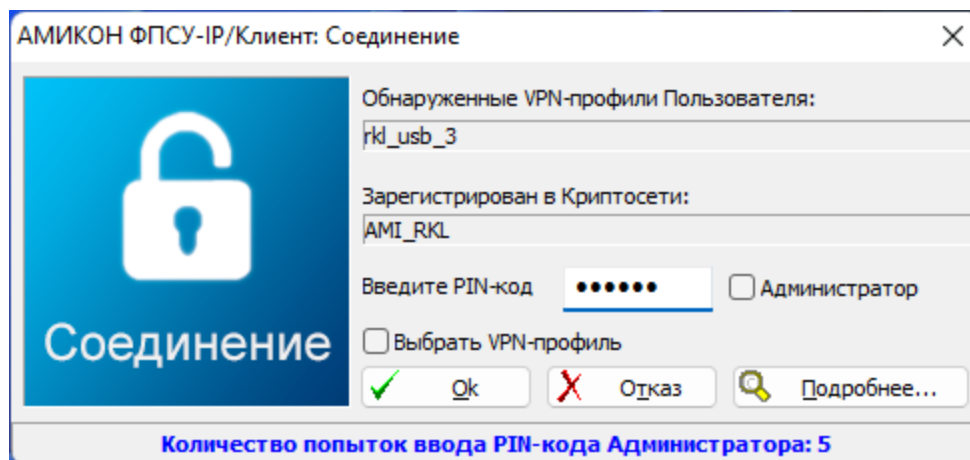 АМИКОН ФПСУ-IP/Клиент: Соединение
Соединение
Обнаруженные VPN-профили Пользователя:
rkl_usb_3
Зарегистрирован в Криптосети:
AMI_RKL
Введите PIN-код ●●●●●● Администратор
Выбрать VPN-профиль
Ok Отказ Подробнее...
Количество попыток ввода PIN-кода Администратора: 5